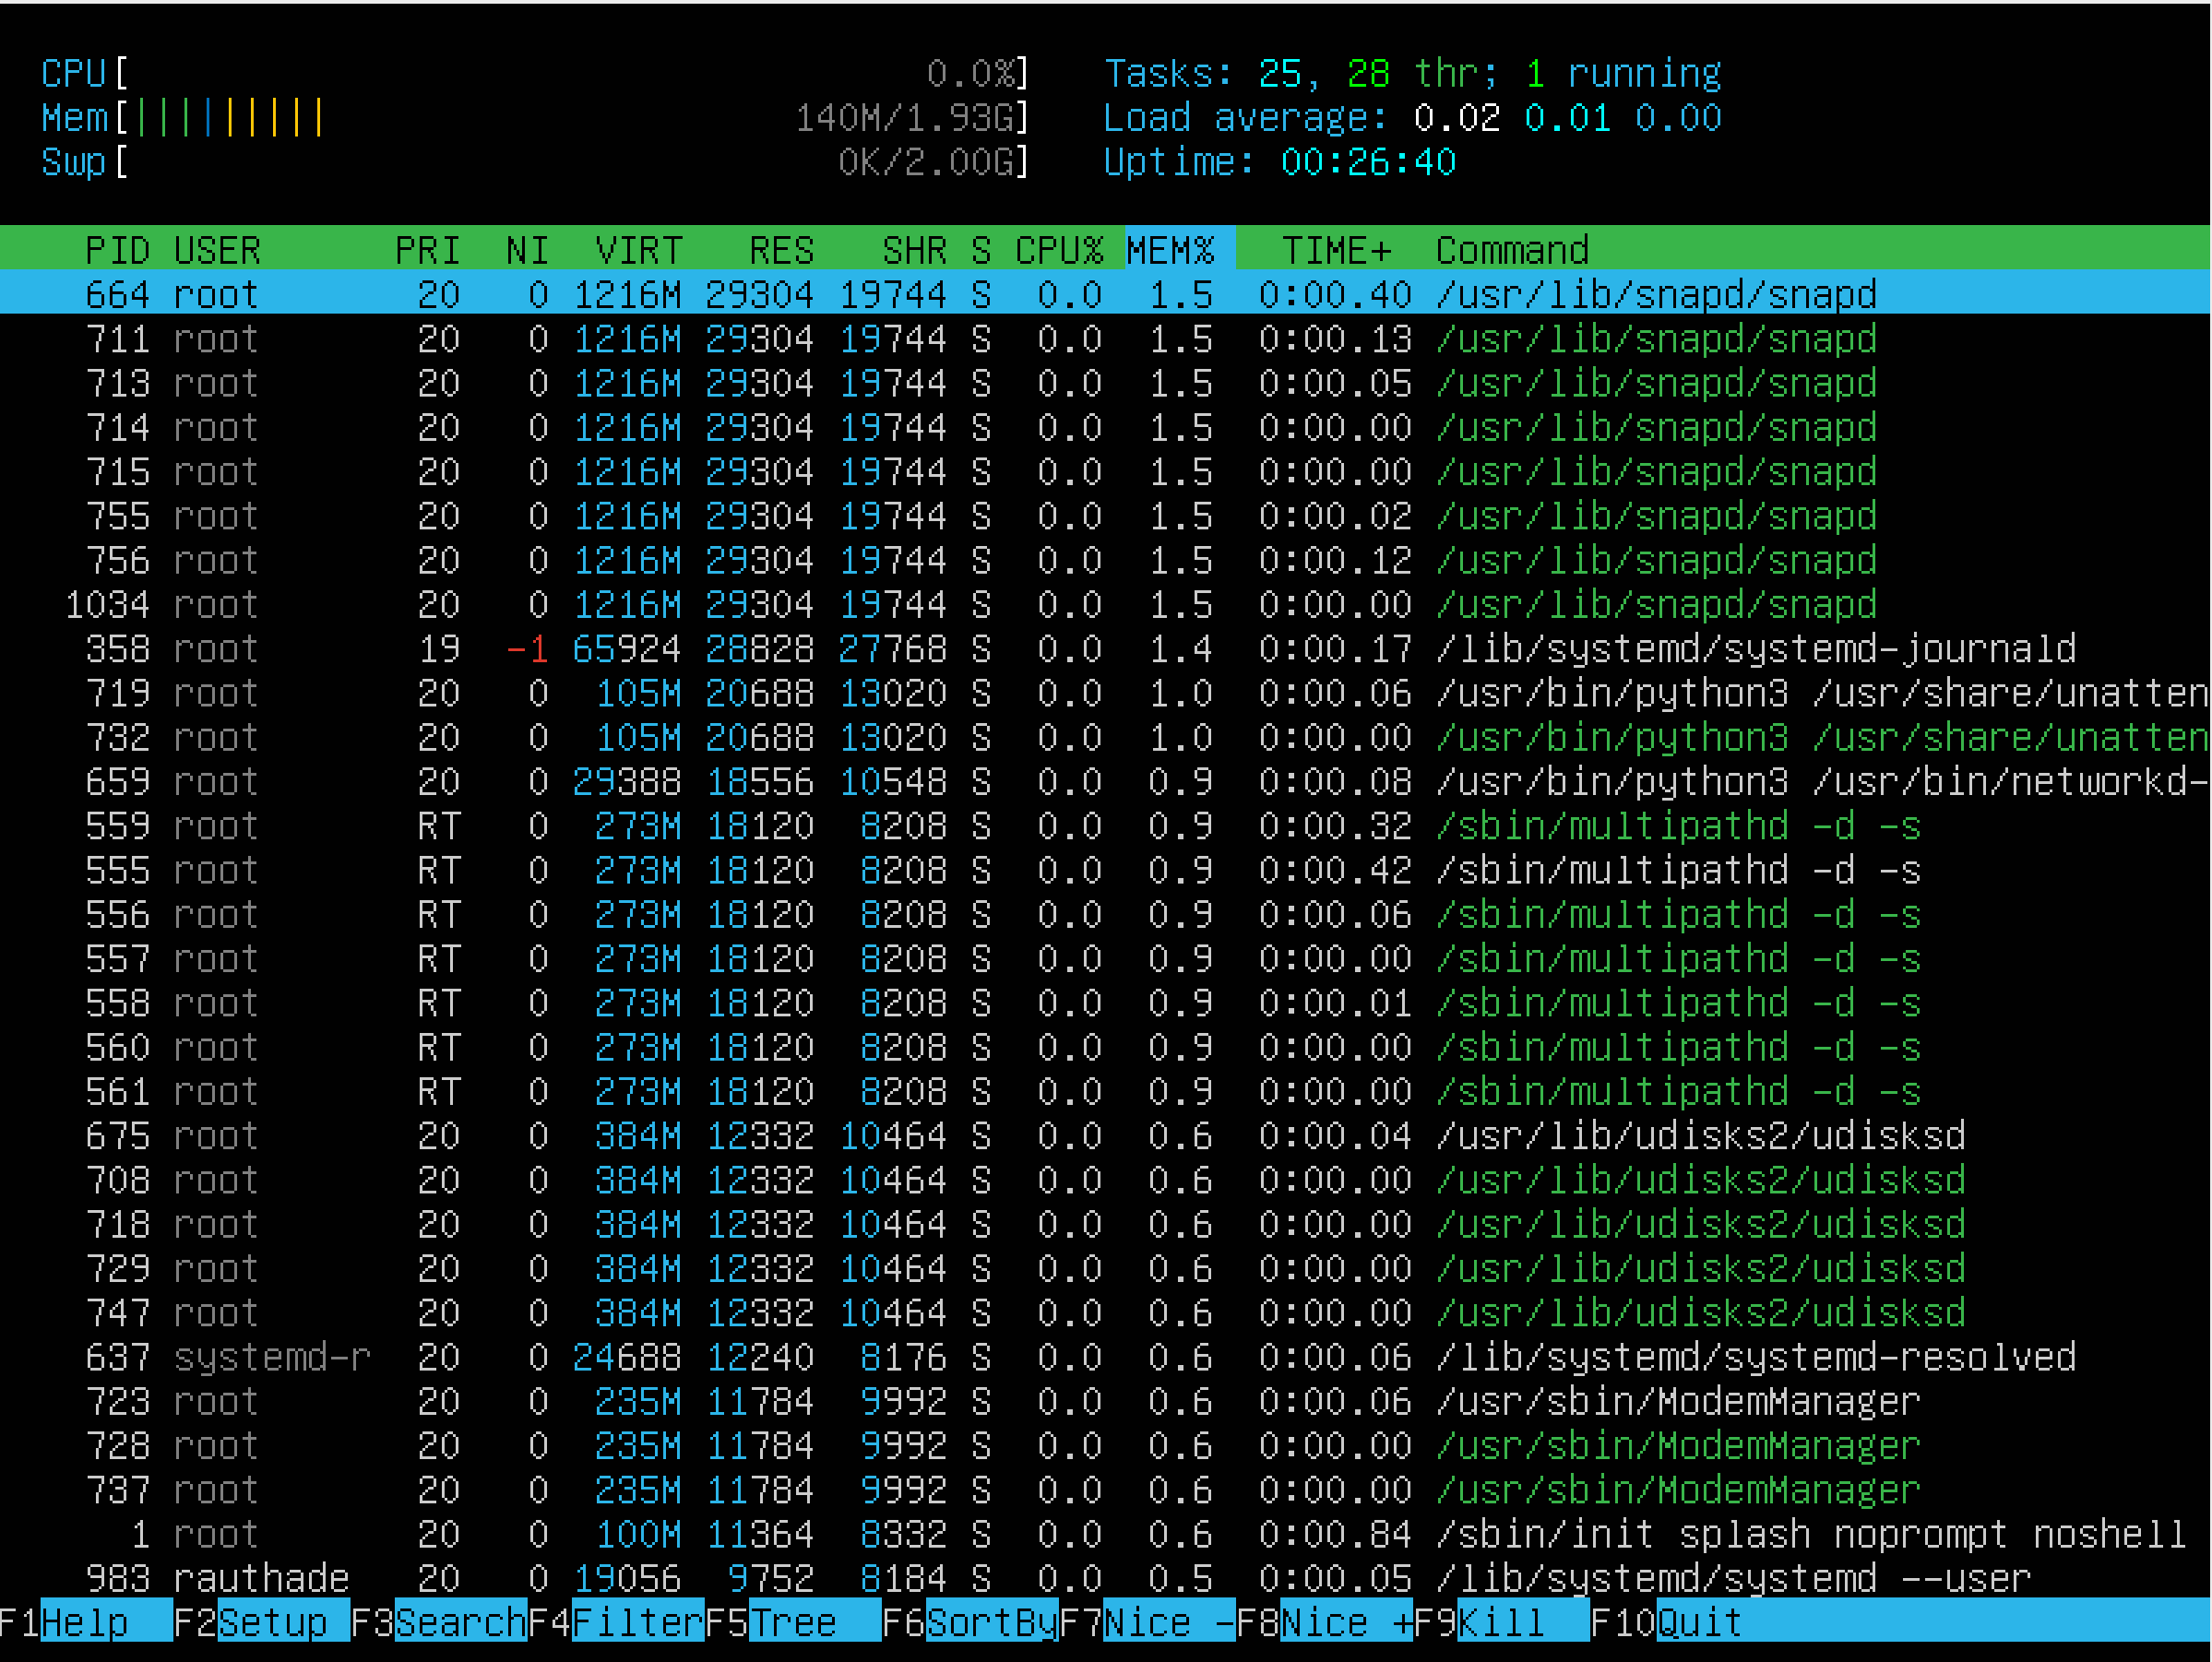 CPU[ 0.0%] Tasks: 25, 28 thr; 1 running
Mem[||||||||| 140M/1.93G] Load average: 0.02 0.01 0.00
Swp[ 0K/2.00G] Uptime: 00:26:40
PID USER PRI NI VIRT RES SHR S CPU% MEM% TIME+ Command
664 root 20 0 1216M 29304 19744 S 0.0 1.5 0:00.40 /usr/lib/snapd/snapd
711 root 20 0 1216M 29304 19744 S 0.0 1.5 0:00.13 /usr/lib/snapd/snapd
713 root 20 0 1216M 29304 19744 S 0.0 1.5 0:00.05 /usr/lib/snapd/snapd
714 root 20 0 1216M 29304 19744 S 0.0 1.5 0:00.00 /usr/lib/snapd/snapd
715 root 20 0 1216M 29304 19744 S 0.0 1.5 0:00.00 /usr/lib/snapd/snapd
755 root 20 0 1216M 29304 19744 S 0.0 1.5 0:00.02 /usr/lib/snapd/snapd
756 root 20 0 1216M 29304 19744 S 0.0 1.5 0:00.12 /usr/lib/snapd/snapd
1034 root 20 0 1216M 29304 19744 S 0.0 1.5 0:00.00 /usr/lib/snapd/snapd
358 root 19 -1 65924 28828 27768 S 0.0 1.4 0:00.17 /lib/systemd/systemd-journald
719 root 20 0 105M 20688 13020 S 0.0 1.0 0:00.06 /usr/bin/python3 /usr/share/unatten
732 root 20 0 105M 20688 13020 S 0.0 1.0 0:00.00 /usr/bin/python3 /usr/share/unatten
659 root 20 0 29388 18556 10548 S 0.0 0.9 0:00.08 /usr/bin/python3 /usr/bin/networkd-
559 root RT 0 273M 18120 8208 S 0.0 0.9 0:00.32 /sbin/multipathd -d -s
555 root RT 0 273M 18120 8208 S 0.0 0.9 0:00.42 /sbin/multipathd -d -s
556 root RT 0 273M 18120 8208 S 0.0 0.9 0:00.06 /sbin/multipathd -d -s
557 root RT 0 273M 18120 8208 S 0.0 0.9 0:00.00 /sbin/multipathd -d -s
558 root RT 0 273M 18120 8208 S 0.0 0.9 0:00.01 /sbin/multipathd -d -s
560 root RT 0 273M 18120 8208 S 0.0 0.9 0:00.00 /sbin/multipathd -d -s
561 root RT 0 273M 18120 8208 S 0.0 0.9 0:00.00 /sbin/multipathd -d -s
675 root 20 0 384M 12332 10464 S 0.0 0.6 0:00.04 /usr/lib/udisks2/udisksd
708 root 20 0 384M 12332 10464 S 0.0 0.6 0:00.00 /usr/lib/udisks2/udisksd
718 root 20 0 384M 12332 10464 S 0.0 0.6 0:00.00 /usr/lib/udisks2/udisksd
729 root 20 0 384M 12332 10464 S 0.0 0.6 0:00.00 /usr/lib/udisks2/udisksd
747 root 20 0 384M 12332 10464 S 0.0 0.6 0:00.00 /usr/lib/udisks2/udisksd
637 systemd-r 20 0 24688 12240 8176 S 0.0 0.6 0:00.06 /lib/systemd/systemd-resolved
723 root 20 0 235M 11784 9992 S 0.0 0.6 0:00.06 /usr/sbin/ModemManager
728 root 20 0 235M 11784 9992 S 0.0 0.6 0:00.00 /usr/sbin/ModemManager
737 root 20 0 235M 11784 9992 S 0.0 0.6 0:00.00 /usr/sbin/ModemManager
1 root 20 0 100M 11364 8332 S 0.0 0.6 0:00.84 /sbin/init splash noprompt noshell
983 rauthade 20 0 19056 9752 8184 S 0.0 0.5 0:00.05 /lib/systemd/systemd --user
F1Help F2Setup F3SearchF4FilterF5Tree F6SortByF7Nice -F8Nice +F9Kill F10Quit